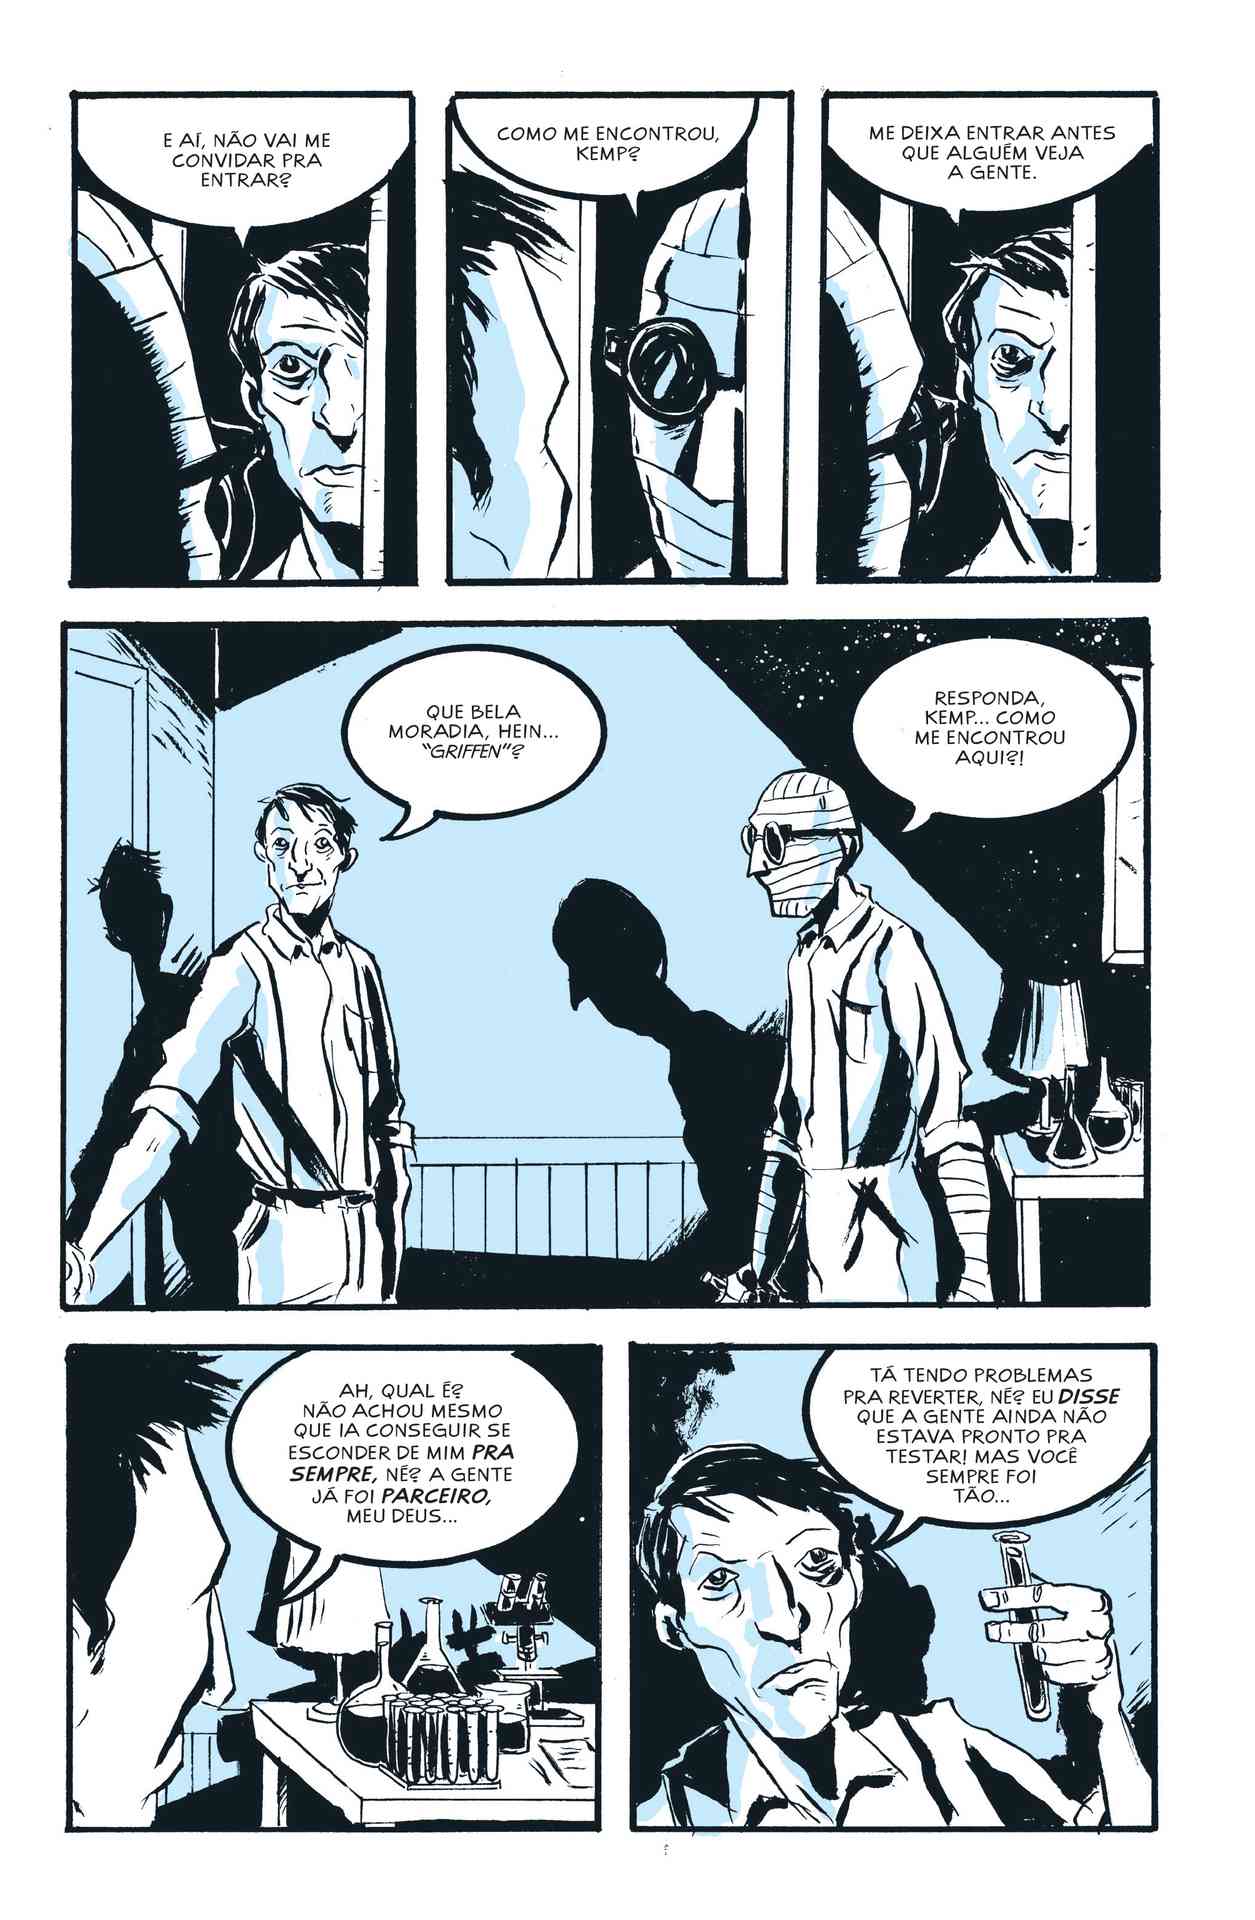 E AÍ, NÃO VAI ME
CONVIDAR PRA
ENTRAR?
COMO ME ENCONTROU,
KEMP?
ME DEIXA ENTRAR ANTES
QUE ALGUÉM VEJA
A GENTE.
QUE BELA
MORADIA, HEIN...
“GRIFFEN”?
RESPONDA,
KEMP... COMO
ME ENCONTROU
AQUI?!
AH, QUAL É?
NÃO ACHOU MESMO
QUE IA CONSEGUIR SE
ESCONDER DE MIM PRA
SEMPRE, NÉ? A GENTE
JÁ FOI PARCEIRO,
MEU DEUS...
TÁ TENDO PROBLEMAS
PRA REVERTER, NÉ? EU DISSE
QUE A GENTE AINDA NÃO
ESTAVA PRONTO PRA
TESTAR! MAS VOCÊ
SEMPRE FOI
TÃO...